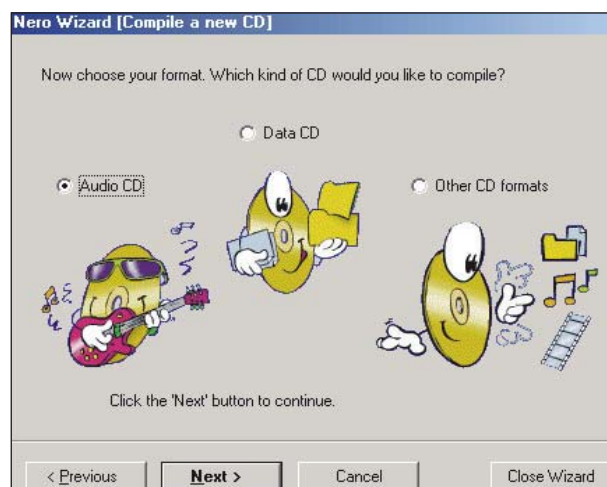 Nero Wizard [Compile a new CD]
Now choose your format. Which kind of CD would you like to compile?
Data CD
Audio CD
Other CD formats
Click the 'Next' button to continue.
< Previous
Next >
Cancel
Close Wizard